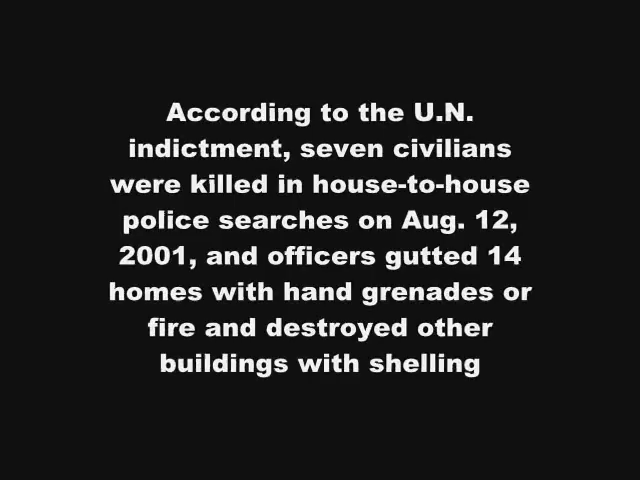 According to the U.N.
indictment, seven civilians
were killed in house-to-house
police searches on Aug. 12,
2001, and officers gutted 14
homes with hand grenades or
fire and destroyed other
buildings with shelling